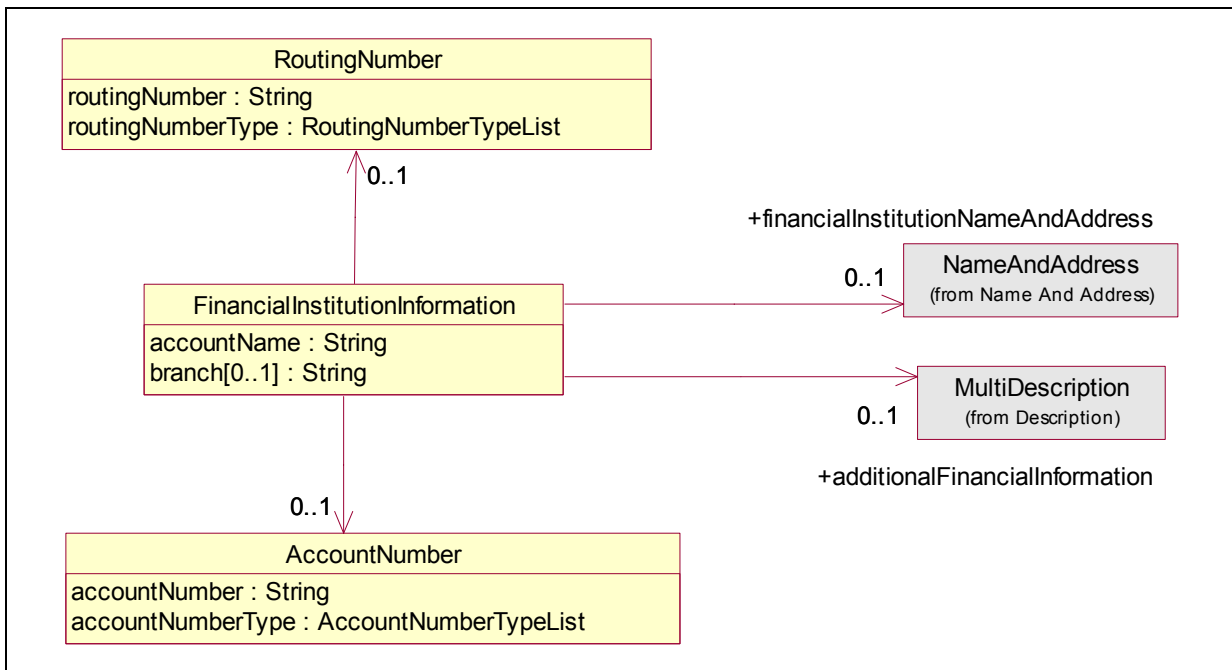 RoutingNumber
routingNumber : String
routingNumberType : RoutingNumberTypeList
0..1
+financialInstitutionNameAndAddress
0..1
NameAndAddress
(from Name And Address)
FinancialInstitutionInformation
accountName : String
branch[0..1] : String
MultiDescription
(from Description)
0..1
+additionalFinancialInformation
0..1
AccountNumber
accountNumber : String
accountNumberType : AccountNumberTypeList